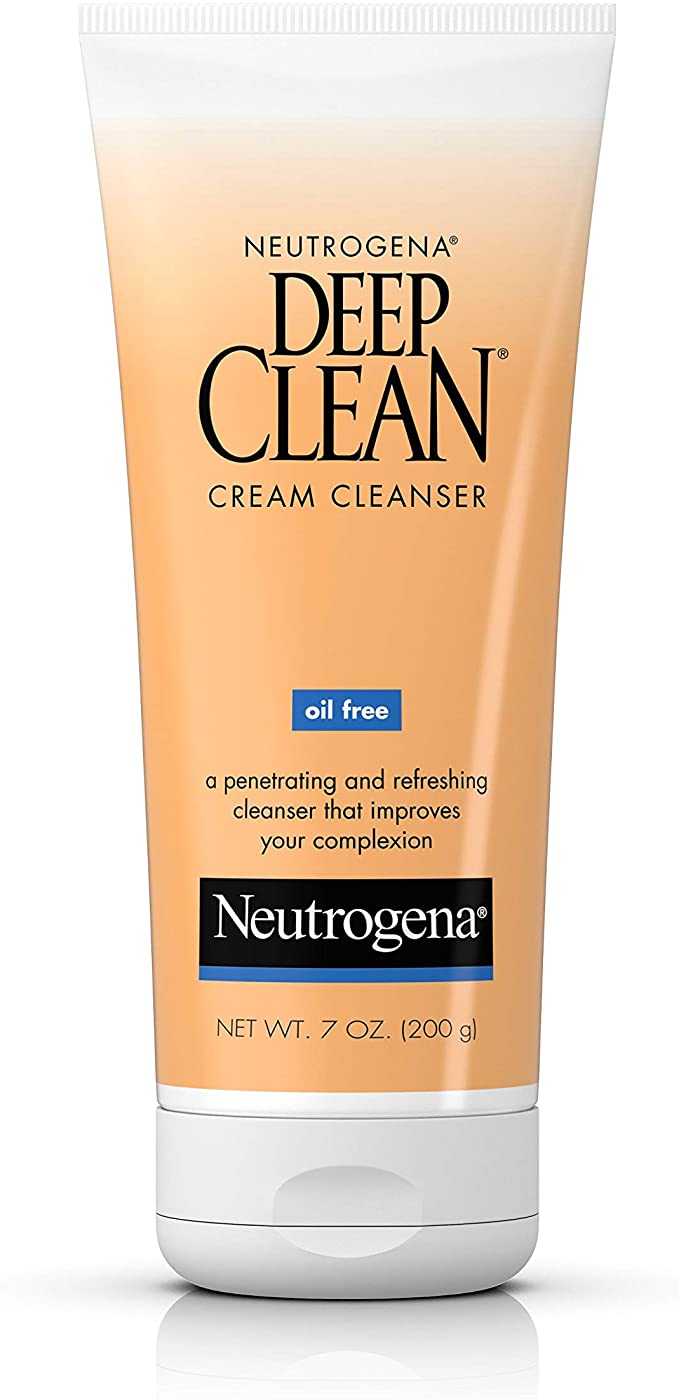 NEUTROGENA®
DEEP
CLEAN®
CREAM CLEANSER
oil free
a penetrating and refreshing
cleanser that improves
your complexion
Neutrogena®
NET WT. 7 OZ. (200 g)